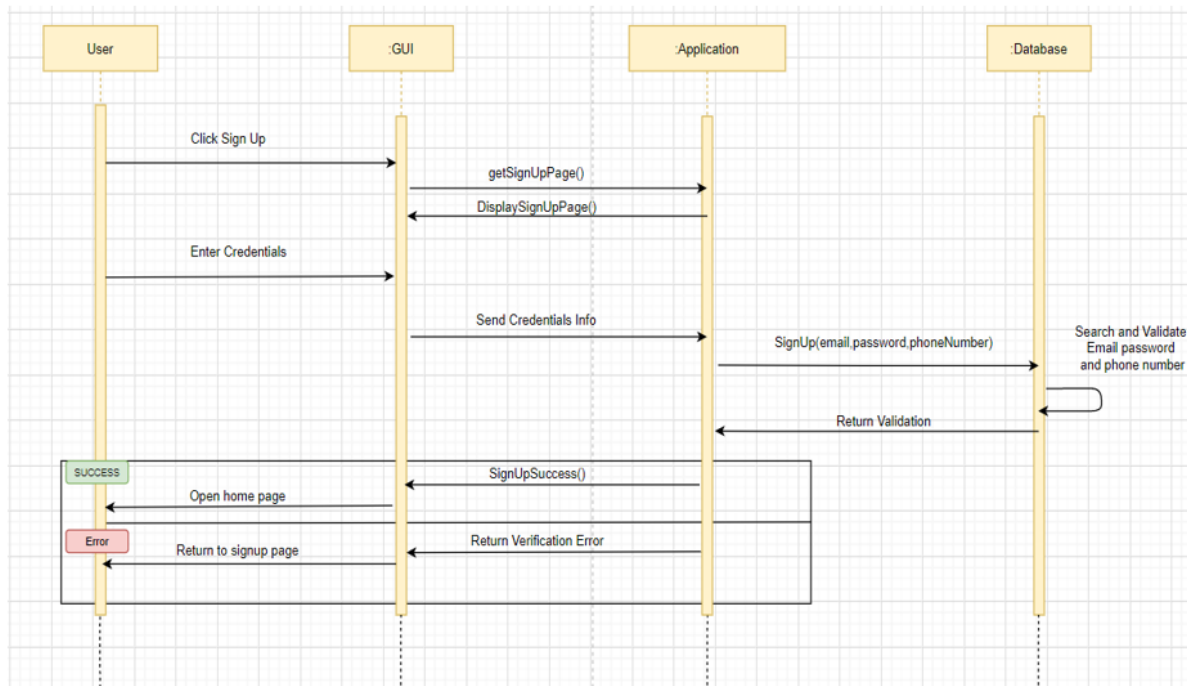 User
:GUI
:Application
:Database
Click Sign Up
getSignUpPage()
DisplaySignUpPage()
Enter Credentials
Send Credentials Info
SignUp(email,password,phoneNumber)
Search and Validate
Email password
and phone number
Return Validation
SUCCESS
SignUpSuccess()
Open home page
Error
Return Verification Error
Return to signup page